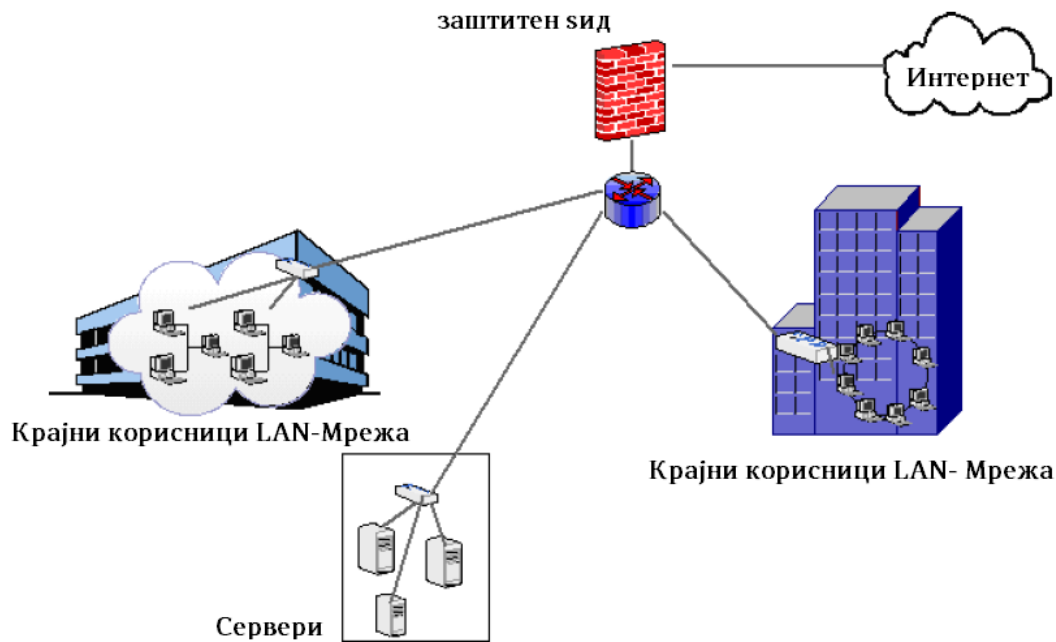 заштитен ѕид
Интернет
Крајни корисници LAN-Мрежа
Крајни корисници LAN- Мрежа
Сервери